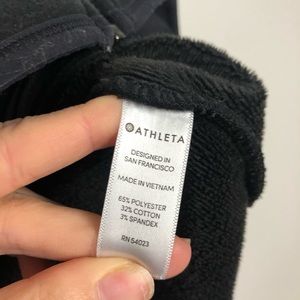 ATHLETA
DESIGNED IN
SAN FRANCISCO
MADE IN VIETNAM
65% POLYESTER
32% COTTON
3% SPANDEX
RN 54023